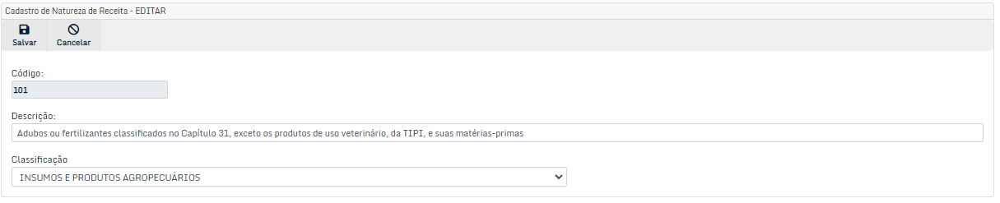 Cadastro de Natureza de Receita - EDITAR
Salvar Cancelar
Código:
101
Descrição:
Adubos ou fertilizantes classificados no Capítulo 31, exceto os produtos de uso veterinário, da TIPI, e suas matérias-primas
Classificação
INSUMOS E PRODUTOS AGROPECUÁRIOS